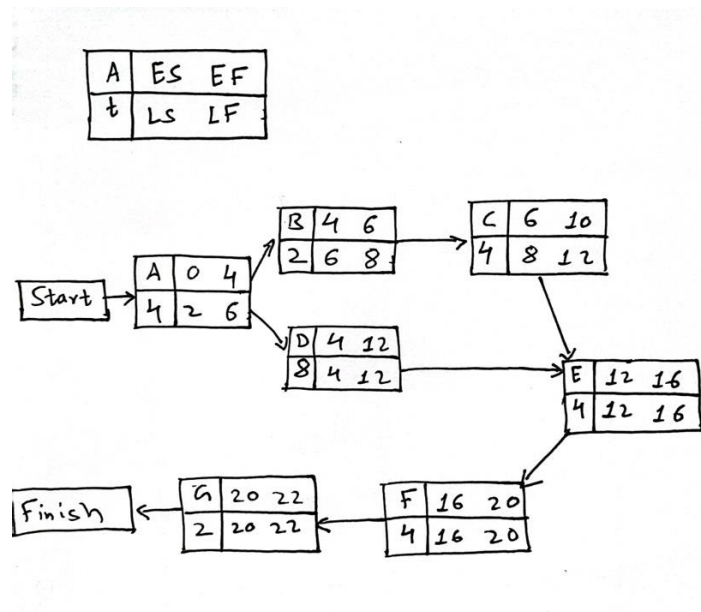 A ES EF
t LS LF
B 4 6
2 6 8
C 6 10
4 8 12
Start
A 0 4
4 2 6
D 4 12
8 4 12
E 12 16
4 12 16
Finish
G 20 22
2 20 22
F 16 20
4 16 20